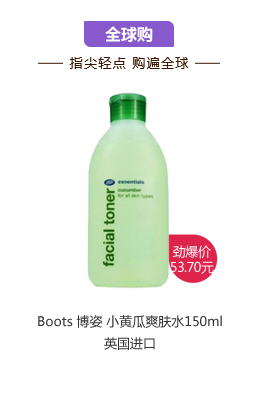 全球购
指尖轻点 购遍全球
Boots
essentials
cucumber
for all skin types
facial toner
劲爆价
53.70元
Boots 博姿 小黄瓜爽肤水150ml
英国进口